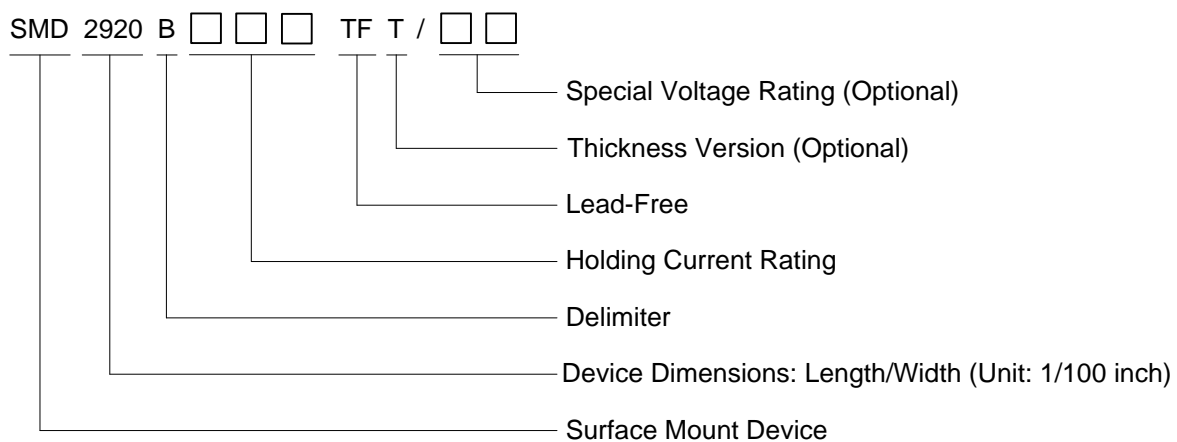 SMD 2920 B □ □ □ TF T / □ □
Special Voltage Rating (Optional)
Thickness Version (Optional)
Lead-Free
Holding Current Rating
Delimiter
Device Dimensions: Length/Width (Unit: 1/100 inch)
Surface Mount Device